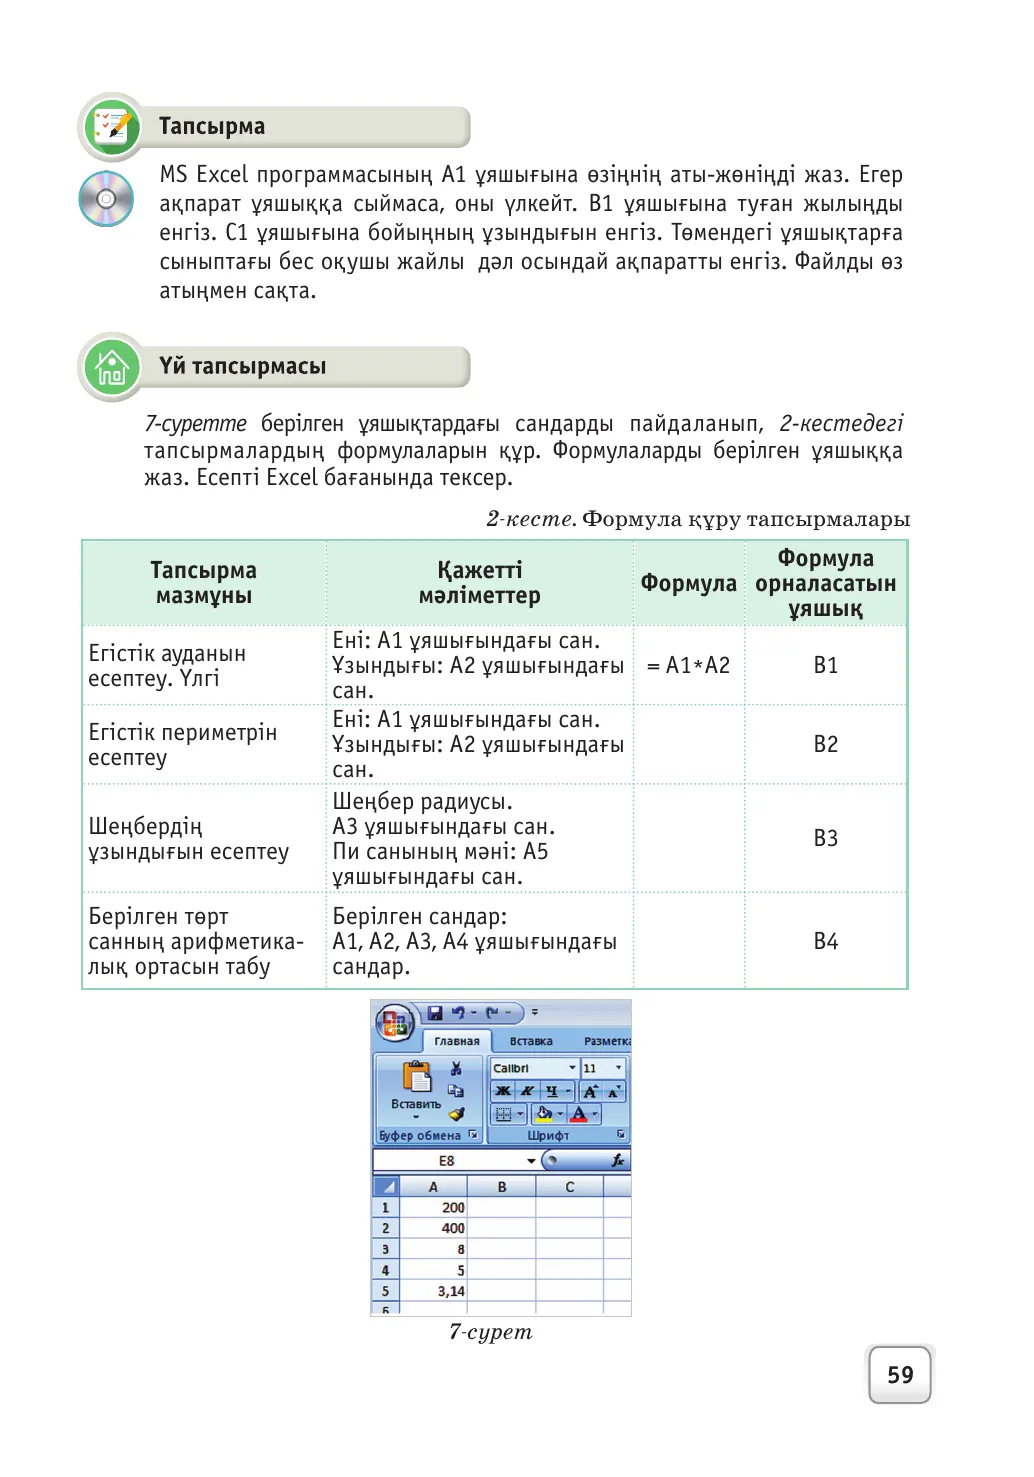 Тапсырма
MS Excel программасының A1 ұяшығына өзіңнің аты-жөніңді жаз. Егер
ақпарат ұяшыққа сыймаса, оны үлкейт. B1 ұяшығына туған жылыңды
енгіз. C1 ұяшығына бойыңның ұзындығын енгіз. Төмендегі ұяшықтарға
сыныптағы бес оқушы жайлы дәл осындай ақпаратты енгіз. Файлды өз
атыңмен сақта.
Үй тапсырмасы
7-суретте берілген ұяшықтардағы сандарды пайдаланып, 2-кестедегі
тапсырмалардың формулаларын құр. Формулаларды берілген ұяшыққа
жаз. Есепті Excel бағанында тексер.
2-кесте. Формула құру тапсырмалары
Тапсырма
мазмұны
Қажетті
мәліметтер
Формула
Формула
орналасатын
ұяшық
Егістік ауданын
есептеу. Үлгі
Ені: A1 ұяшығындағы сан.
Ұзындығы: A2 ұяшығындағы
сан.
= A1*A2
B1
Егістік периметрін
есептеу
Ені: A1 ұяшығындағы сан.
Ұзындығы: A2 ұяшығындағы
сан.
B2
Шеңбердің
ұзындығын есептеу
Шеңбер радиусы.
A3 ұяшығындағы сан.
Пи санының мәні: A5
ұяшығындағы сан.
B3
Берілген төрт
санның арифметика-
лық ортасын табу
Берілген сандар:
A1, A2, A3, A4 ұяшығындағы
сандар.
B4
Главная Вставка Разметка
Вставить
Calibri 11
Ж К Ч A A
A
Буфер обмена Шрифт
E8 fx
A B C
1 200
2 400
3 8
4 5
5 3,14
6
7-сурет
59